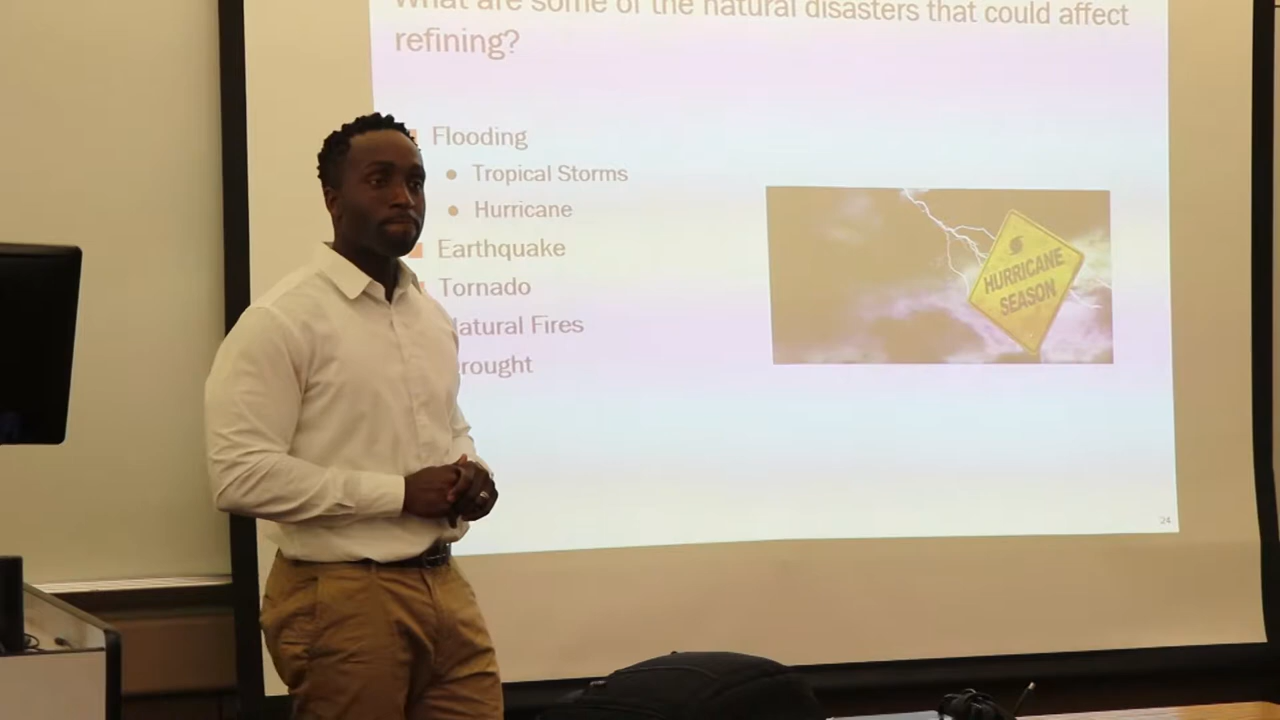 What are some of the natural disasters that could affect
refining?
Flooding
Tropical Storms
Hurricane
Earthquake
Tornado
Natural Fires
rought
HURRICANE
SEASON
24